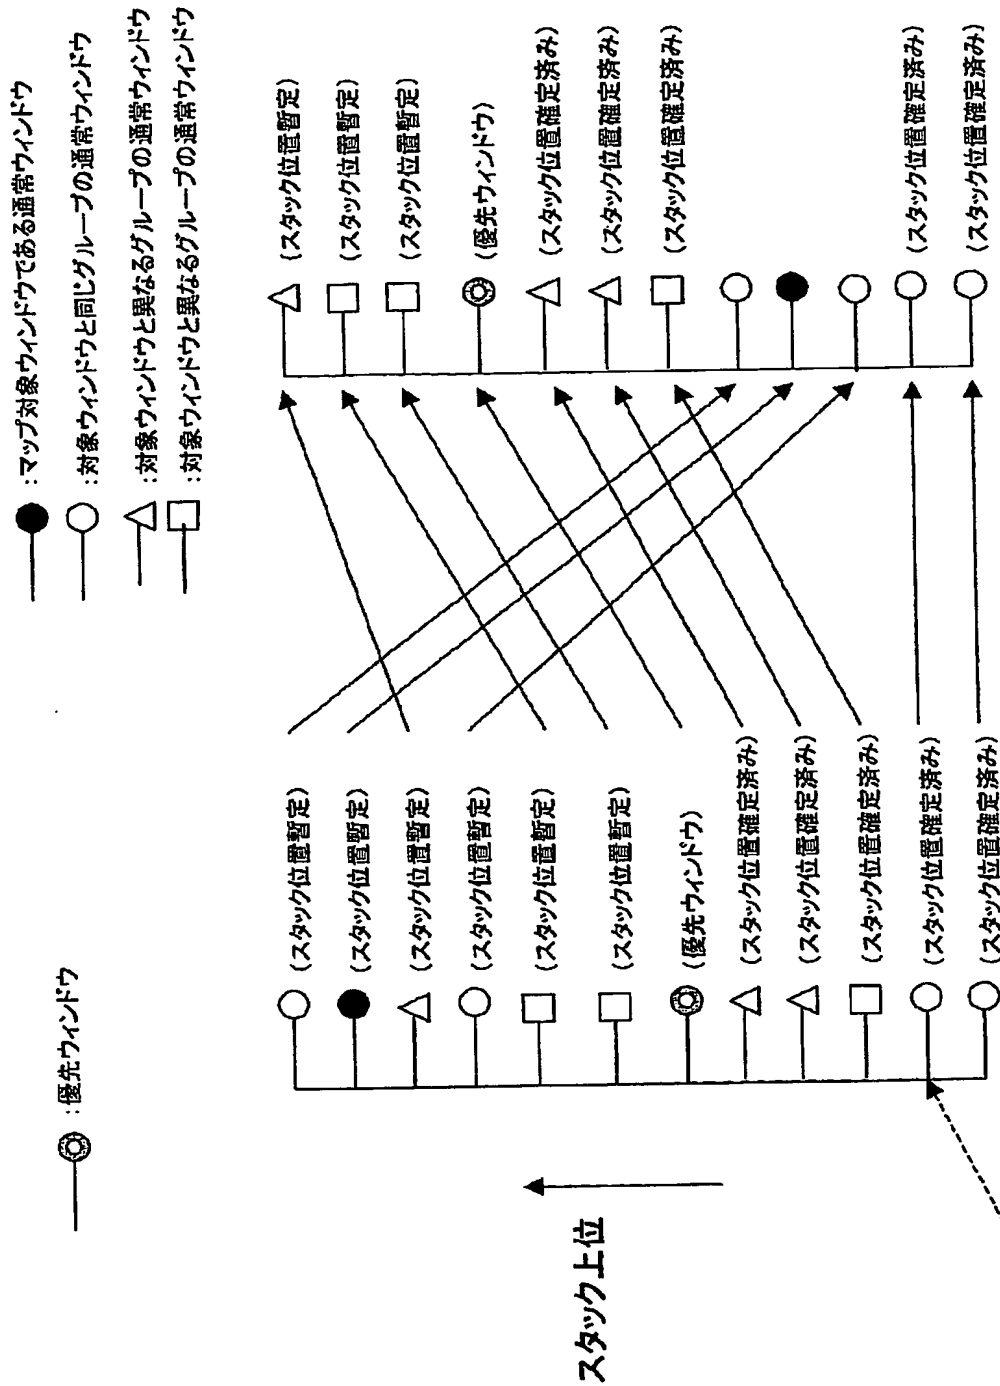 :優先ウィンドウ
:マップ対象ウィンドウである通常ウィンドウ
:対象ウィンドウと同じグループの通常ウィンドウ
:対象ウィンドウと異なるグループの通常ウィンドウ
:対象ウィンドウと異なるグループの通常ウィンドウ
スタック上位
(スタック位置暫定)
(スタック位置暫定)
(スタック位置暫定)
(スタック位置暫定)
(スタック位置暫定)
(スタック位置暫定)
(優先ウィンドウ)
(スタック位置確定済み)
(スタック位置確定済み)
(スタック位置確定済み)
(スタック位置確定済み)
(スタック位置確定済み)
(スタック位置暫定)
(スタック位置暫定)
(スタック位置暫定)
(優先ウィンドウ)
(スタック位置確定済み)
(スタック位置確定済み)
(スタック位置確定済み)
(スタック位置確定済み)
(スタック位置確定済み)